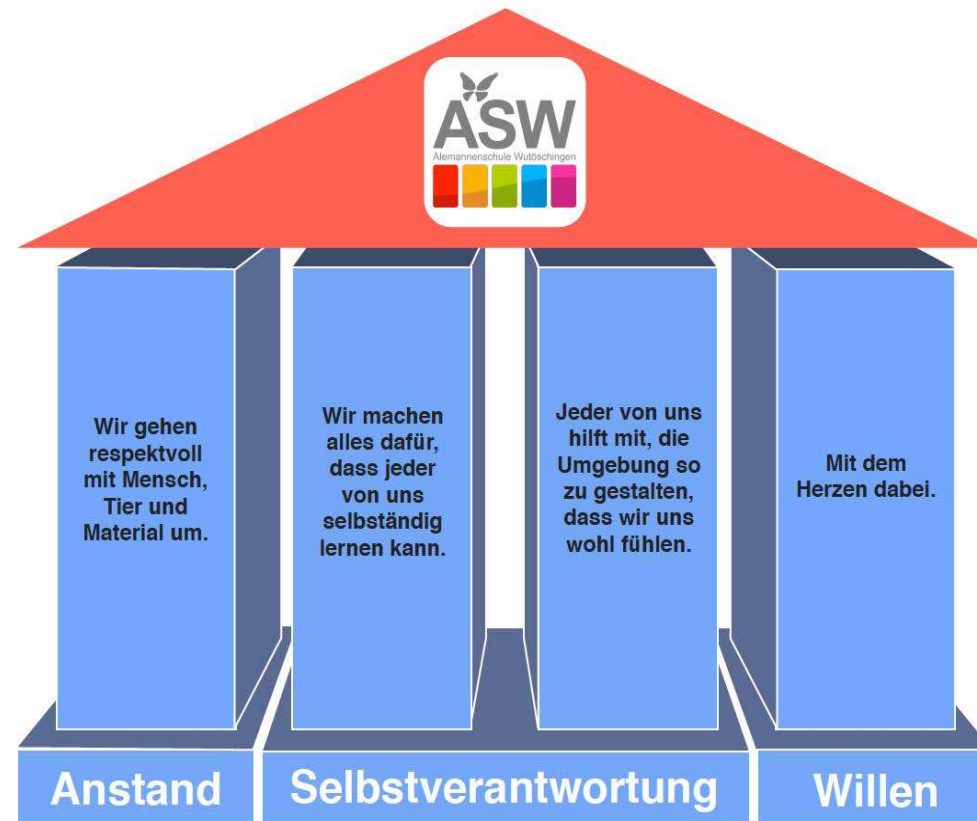 ASW
Alemannenschule Wutöschingen
Wir gehen
respektvoll
mit Mensch,
Tier und
Material um.
Wir machen
alles dafür,
dass jeder
von uns
selbständig
lernen kann.
Jeder von uns
hilft mit, die
Umgebung so
zu gestalten,
dass wir uns
wohl fühlen.
Mit dem
Herzen dabei.
Anstand
Selbstverantwortung
Willen